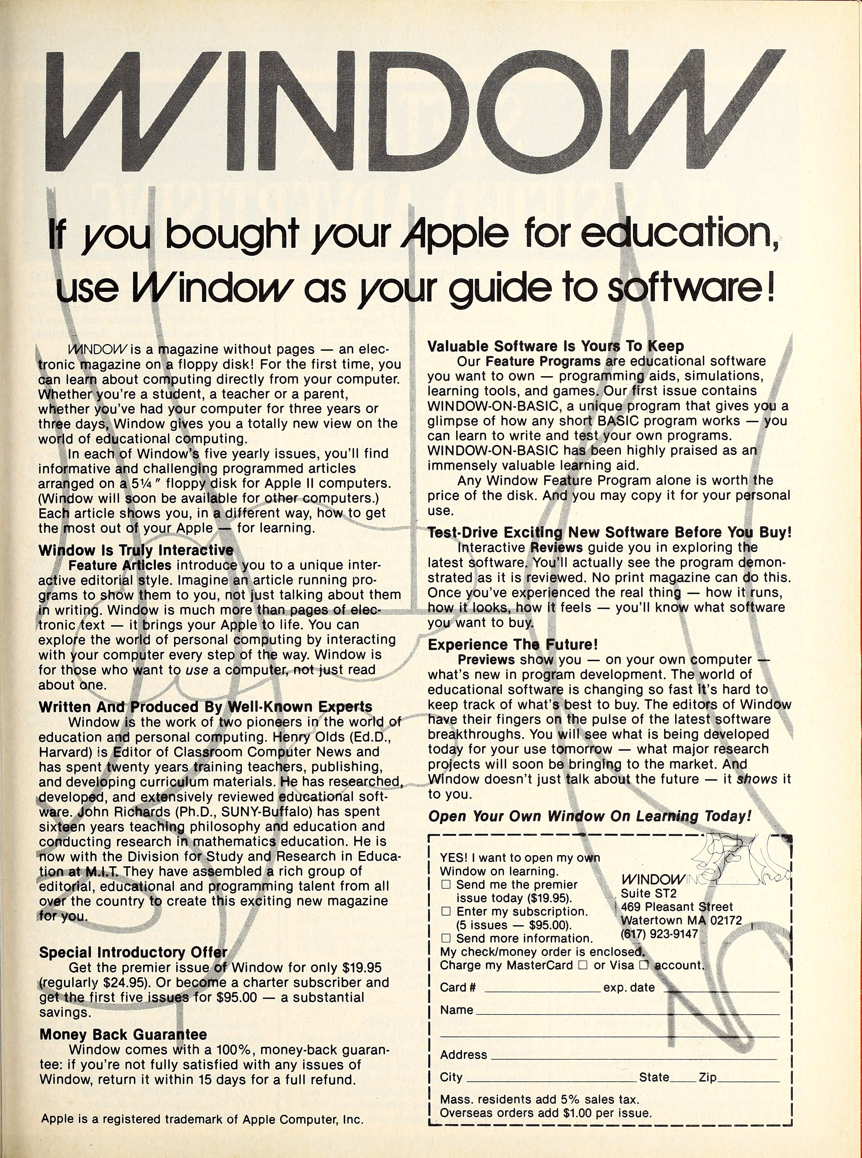 WINDOW
If you bought your Apple for education,
use Window as your guide to software!
WINDOW is a magazine without pages — an elec-
tronic magazine on a floppy disk! For the first time, you
can learn about computing directly from your computer.
Whether you're a student, a teacher or a parent,
whether you've had your computer for three years or
three days, Window gives you a totally new view on the
world of educational computing.
In each of Window's five yearly issues, you'll find
informative and challenging programmed articles
arranged on a 5¼" floppy disk for Apple II computers.
(Window will soon be available for other computers.)
Each article shows you, in a different way, how to get
the most out of your Apple — for learning.
Window Is Truly Interactive
Feature Articles introduce you to a unique inter-
active editorial style. Imagine an article running pro-
grams to show them to you, not just talking about them
in writing. Window is much more than pages of elec-
tronic text — it brings your Apple to life. You can
explore the world of personal computing by interacting
with your computer every step of the way. Window is
for those who want to use a computer, not just read
about one.
Written And Produced By Well-Known Experts
Window is the work of two pioneers in the world of
education and personal computing. Henry Olds (Ed.D.,
Harvard) is Editor of Classroom Computer News and
has spent twenty years training teachers, publishing,
and developing curriculum materials. He has researched,
developed, and extensively reviewed educational soft-
ware. John Richards (Ph.D., SUNY-Buffalo) has spent
sixteen years teaching philosophy and education and
conducting research in mathematics education. He is
now with the Division for Study and Research in Educa-
tion at M.I.T. They have assembled a rich group of
editorial, educational and programming talent from all
over the country to create this exciting new magazine
for you.
Special Introductory Offer
Get the premier issue of Window for only $19.95
(regularly $24.95). Or become a charter subscriber and
get the first five issues for $95.00 — a substantial
savings.
Money Back Guarantee
Window comes with a 100%, money-back guaran-
tee: if you're not fully satisfied with any issues of
Window, return it within 15 days for a full refund.
Apple is a registered trademark of Apple Computer, Inc.
Valuable Software Is Yours To Keep
Our Feature Programs are educational software
you want to own — programming aids, simulations,
learning tools, and games. Our first issue contains
WINDOW-ON-BASIC, a unique program that gives you a
glimpse of how any short BASIC program works — you
can learn to write and test your own programs.
WINDOW-ON-BASIC has been highly praised as an
immensely valuable learning aid.
Any Window Feature Program alone is worth the
price of the disk. And you may copy it for your personal
use.
Test-Drive Exciting New Software Before You Buy!
Interactive Reviews guide you in exploring the
latest software. You'll actually see the program demon-
strated as it is reviewed. No print magazine can do this.
Once you've experienced the real thing — how it runs,
how it looks, how it feels — you'll know what software
you want to buy.
Experience The Future!
Previews show you — on your own computer —
what's new in program development. The world of
educational software is changing so fast it's hard to
keep track of what's best to buy. The editors of Window
have their fingers on the pulse of the latest software
breakthroughs. You will see what is being developed
today for your use tomorrow — what major research
projects will soon be bringing to the market. And
Window doesn't just talk about the future — it shows it
to you.
Open Your Own Window On Learning Today!
YES! I want to open my own
Window on learning.
☐ Send me the premier
issue today ($19.95).
☐ Enter my subscription.
(5 issues — $95.00).
☐ Send more information.
WINDOW INC
Suite ST2
469 Pleasant Street
Watertown MA 02172
(617) 923-9147
My check/money order is enclosed.
Charge my MasterCard ☐ or Visa ☐ account.
Card # exp. date
Name
Address
City State Zip
Mass. residents add 5% sales tax.
Overseas orders add $1.00 per issue.